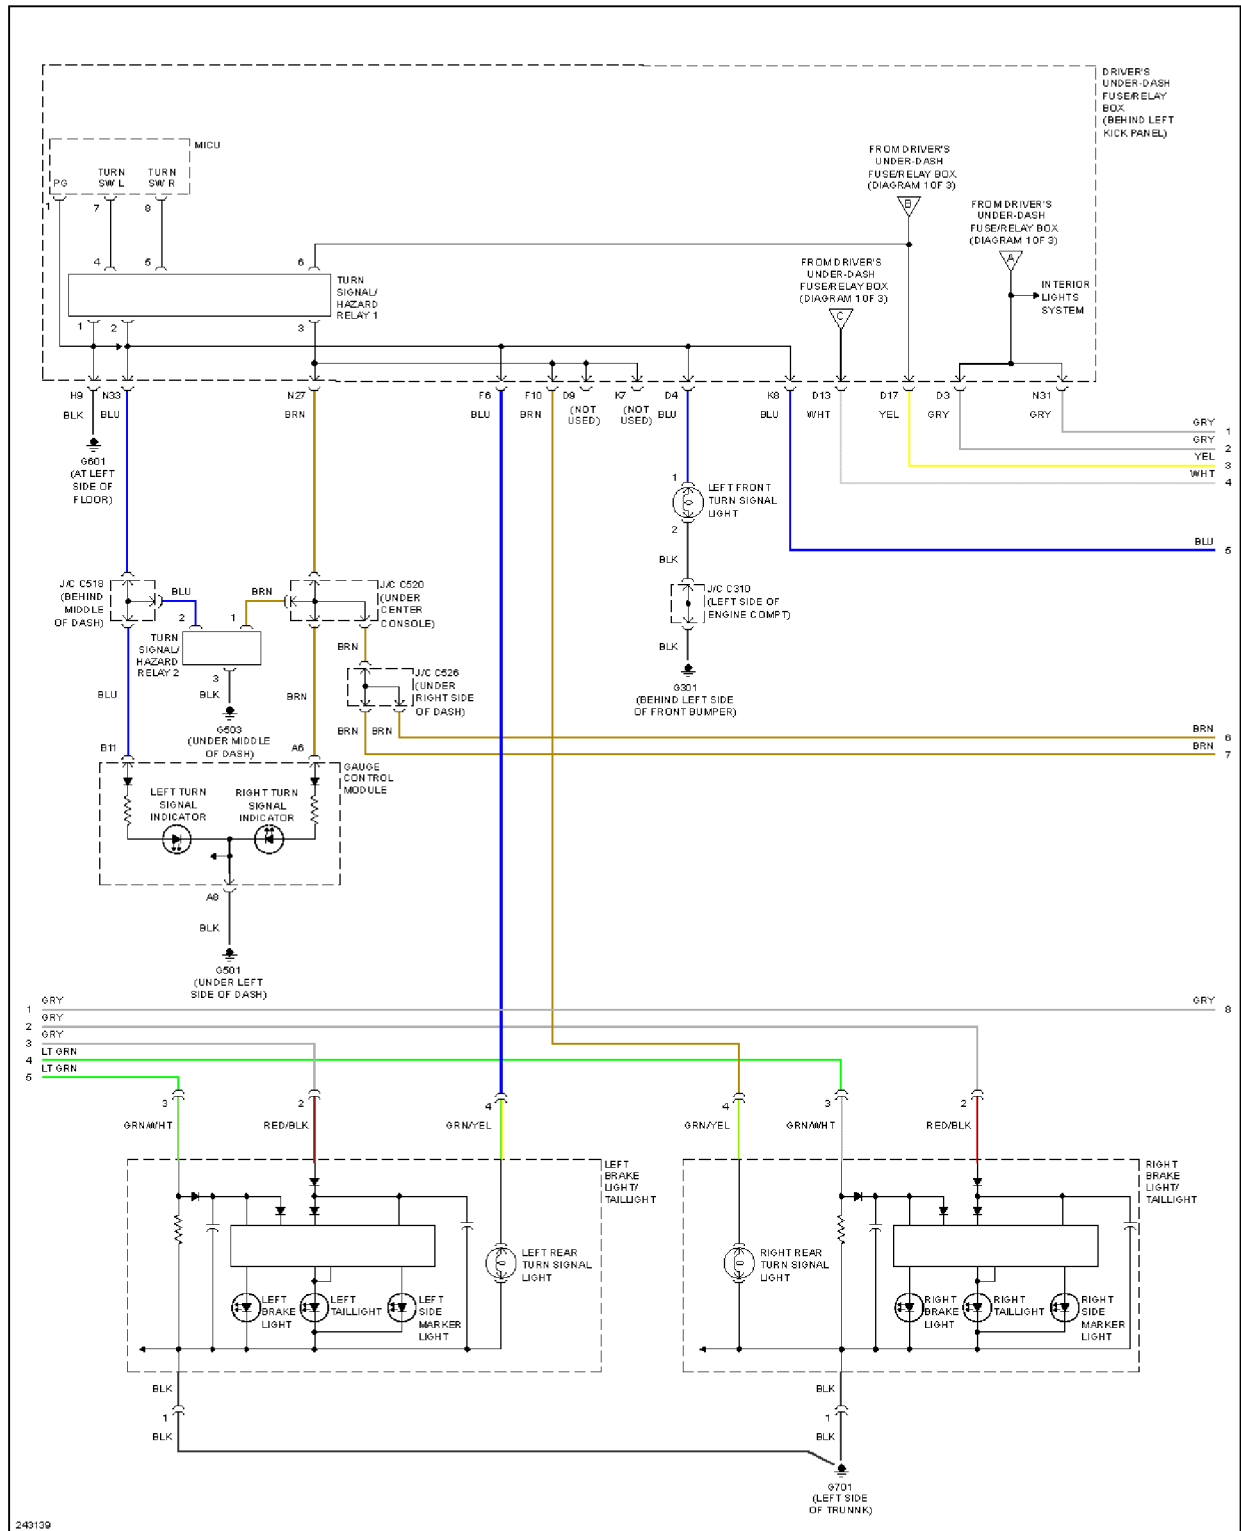 DRIVER'S
UNDER-DASH
FUSE/RELAY
BOX
(BEHIND LEFT
KICK PANEL)
MICU
PG
TURN
SW L
TURN
SW R
1
7
8
FROM DRIVER'S
UNDER-DASH
FUSE/RELAY BOX
(DIAGRAM 1 OF 3)
B
FROM DRIVER'S
UNDER-DASH
FUSE/RELAY BOX
(DIAGRAM 1 OF 3)
A
FROM DRIVER'S
UNDER-DASH
FUSE/RELAY BOX
(DIAGRAM 1 OF 3)
C
INTERIOR
LIGHTS
SYSTEM
4
5
6
TURN
SIGNAL/
HAZARD
RELAY 1
1
2
3
H9
N33
N27
F6
F10
D9
K7
D4
K8
D13
D17
D3
N31
BLK
BLU
BRN
BLU
BRN
(NOT
USED)
(NOT
USED)
BLU
BLU
WHT
YEL
GRY
GRY
GRY 1
GRY 2
YEL 3
WHT 4
BLU 5
G601
(AT LEFT
SIDE OF
FLOOR)
1
LEFT FRONT
TURN SIGNAL
LIGHT
2
BLK
J/C C310
(LEFT SIDE OF
ENGINE COMPT)
BLK
G301
(BEHIND LEFT SIDE
OF FRONT BUMPER)
J/C C518
(BEHIND
MIDDLE
OF DASH)
BLU
BRN
J/C C520
(UNDER
CENTER
CONSOLE)
2
1
TURN
SIGNAL/
HAZARD
RELAY 2
3
BLK
G503
(UNDER MIDDLE
OF DASH)
BLU
BRN
BRN
J/C C526
(UNDER
RIGHT SIDE
OF DASH)
BRN
BRN
BRN 6
BRN 7
B11
A6
GAUGE
CONTROL
MODULE
LEFT TURN
SIGNAL
INDICATOR
RIGHT TURN
SIGNAL
INDICATOR
A8
BLK
G501
(UNDER LEFT
SIDE OF DASH)
1 GRY
GRY 8
2 GRY
3 GRY
4 LT GRN
5 LT GRN
3
2
4
4
3
2
GRN/WHT
RED/BLK
GRN/YEL
GRN/YEL
GRN/WHT
RED/BLK
LEFT
BRAKE
LIGHT/
TAILLIGHT
RIGHT
BRAKE
LIGHT/
TAILLIGHT
LEFT REAR
TURN SIGNAL
LIGHT
RIGHT REAR
TURN SIGNAL
LIGHT
LEFT
BRAKE
LIGHT
LEFT
TAILLIGHT
LEFT
SIDE
MARKER
LIGHT
RIGHT
BRAKE
LIGHT
RIGHT
TAILLIGHT
RIGHT
SIDE
MARKER
LIGHT
BLK
1
BLK
BLK
1
BLK
G701
(LEFT SIDE
OF TRUNNK)
243139